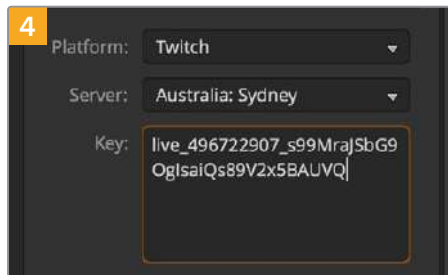 4
Platform: Twitch
Server: Australia: Sydney
Key: live_496722907_s99MraJSbG9
OgIsaiQs89V2x5BAUVQ